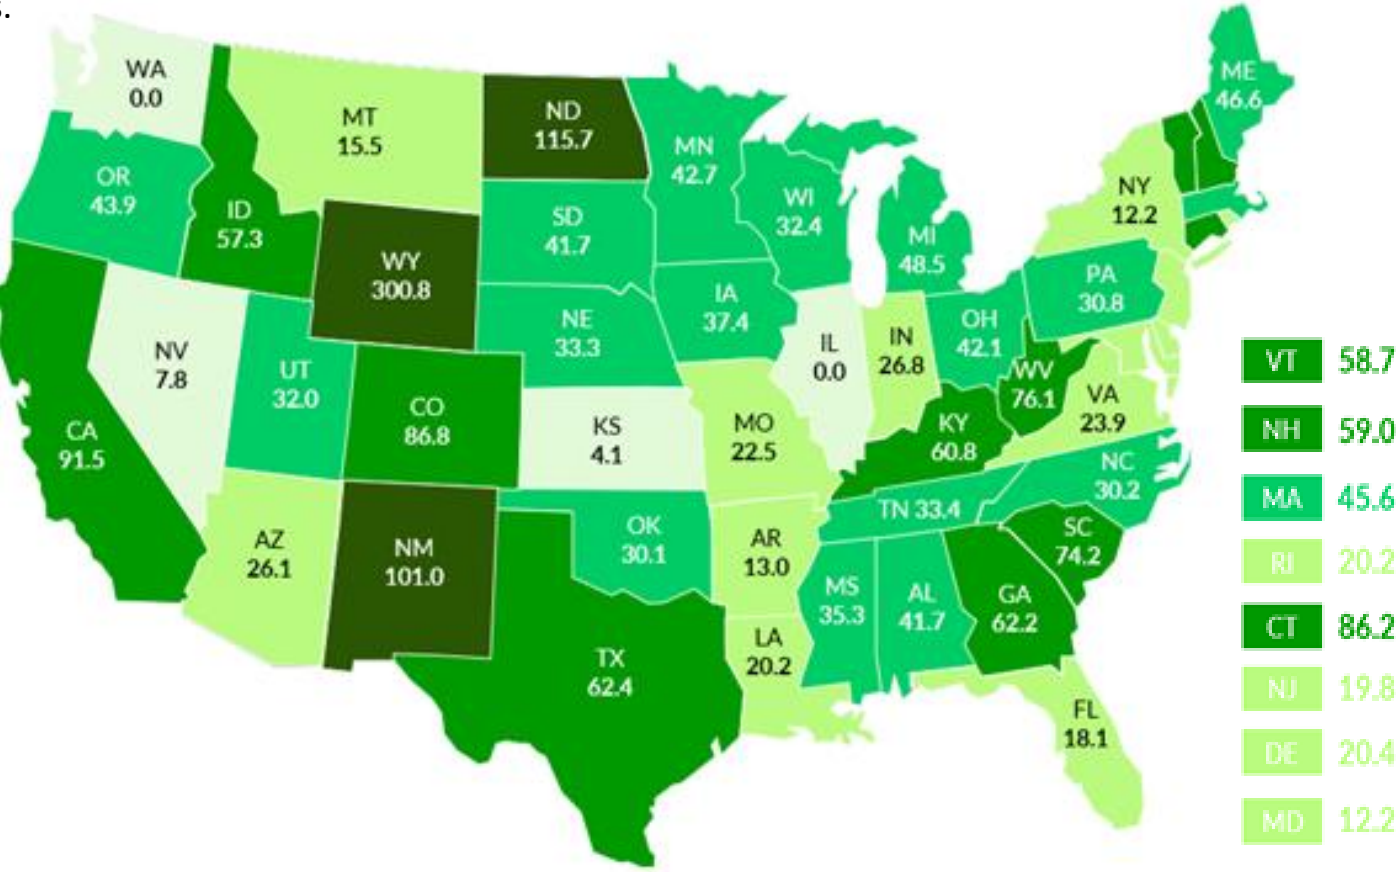 s.
WA
0.0
MT
15.5
ND
115.7
MN
42.7
ME
46.6
OR
43.9
ID
57.3
WY
300.8
SD
41.7
WI
32.4
MI
48.5
NY
12.2
NV
7.8
UT
32.0
NE
33.3
IA
37.4
IL
0.0
IN
26.8
OH
42.1
PA
30.8
WV
76.1
VA
23.9
CA
91.5
CO
86.8
KS
4.1
MO
22.5
KY
60.8
NC
30.2
AZ
26.1
NM
101.0
OK
30.1
AR
13.0
TN 33.4
SC
74.2
MS
35.3
AL
41.7
GA
62.2
TX
62.4
LA
20.2
FL
18.1
VT 58.7
NH 59.0
MA 45.6
RI 20.2
CT 86.2
NJ 19.8
DE 20.4
MD 12.2